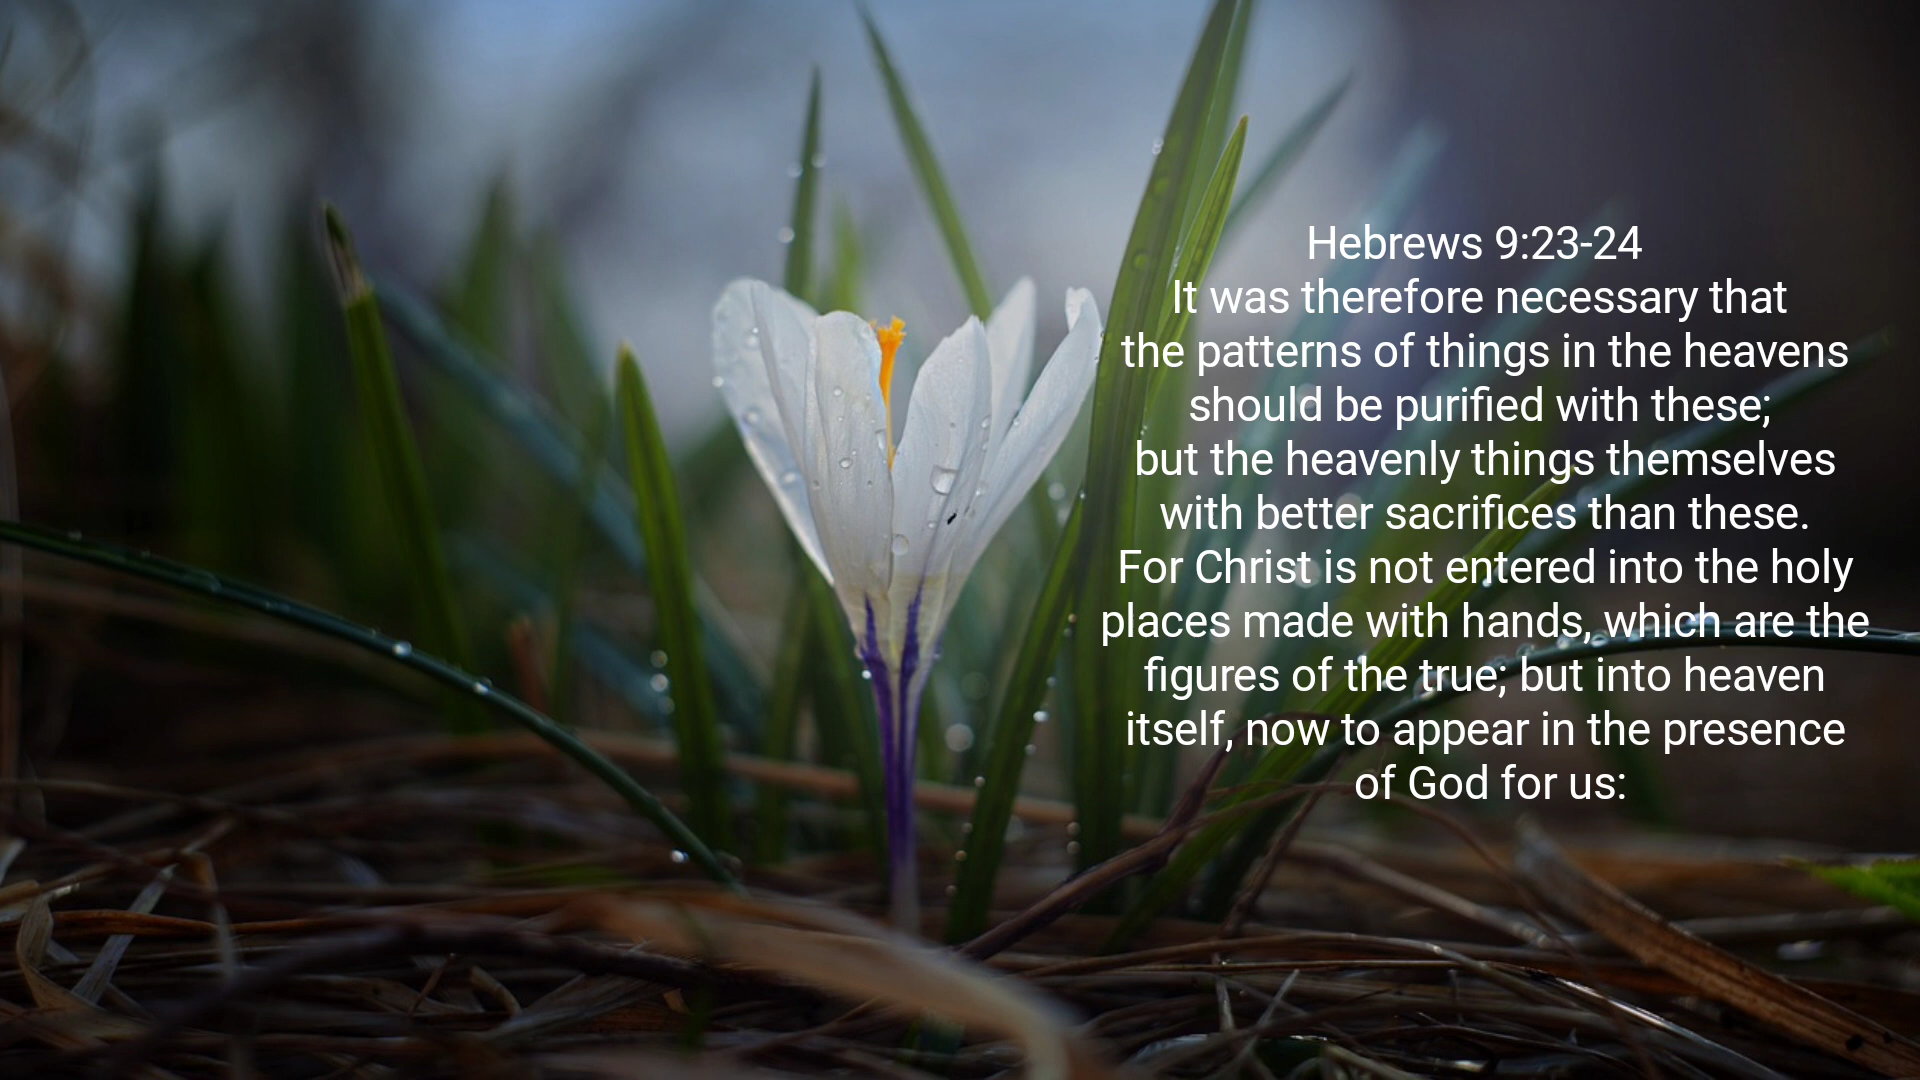 Hebrews 9:23-24
It was therefore necessary that
the patterns of things in the heavens
should be purified with these;
but the heavenly things themselves
with better sacrifices than these.
For Christ is not entered into the holy
places made with hands, which are the
figures of the true; but into heaven
itself, now to appear in the presence
of God for us: